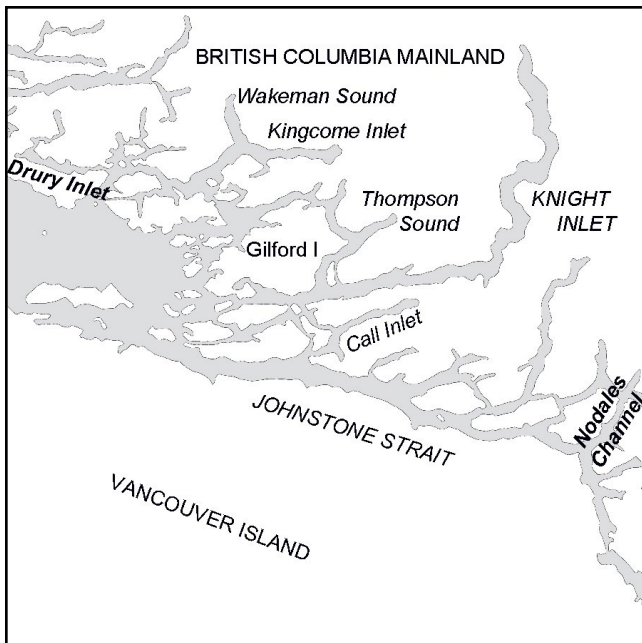 BRITISH COLUMBIA MAINLAND
Wakeman Sound
Kingcome Inlet
Drury Inlet
Thompson
Sound
KNIGHT
INLET
Gilford I
Call Inlet
Nodales
Channel
JOHNSTONE STRAIT
VANCOUVER ISLAND